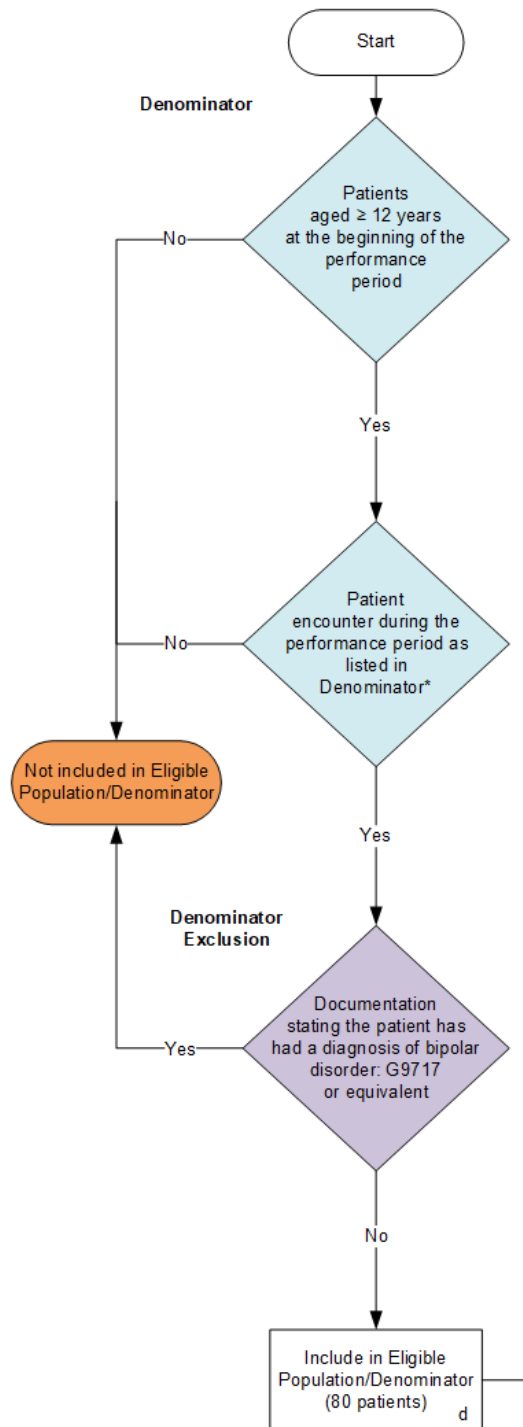 Start
Denominator
Patients
aged ≥ 12 years
at the beginning of the
performance
period
No
Yes
Patient
encounter during the
performance period as
listed in
Denominator*
No
Not included in Eligible
Population/Denominator
Yes
Denominator
Exclusion
Documentation
stating the patient has
had a diagnosis of bipolar
disorder: G9717
or equivalent
Yes
No
Include in Eligible
Population/Denominator
(80 patients)
d